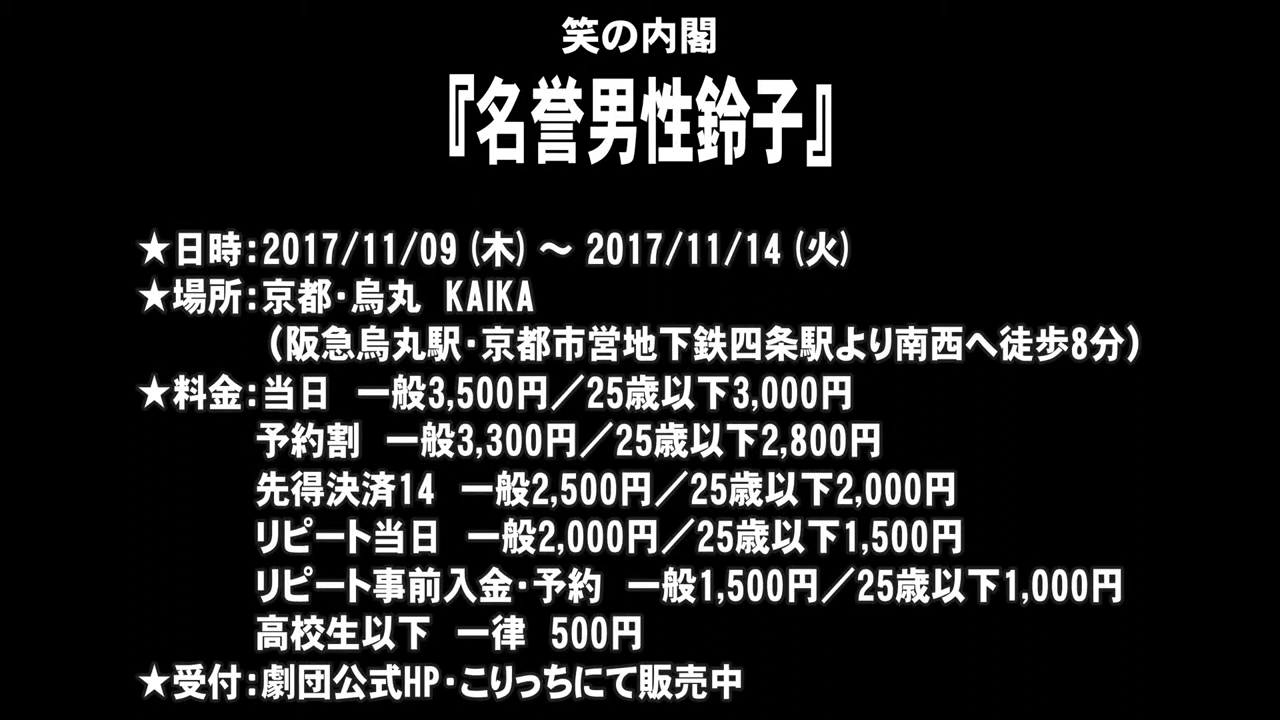 笑の内閣
『名誉男性鈴子』
★日時：2017/11/09（木）～ 2017/11/14（火）
★場所：京都・烏丸　KAIKA
（阪急烏丸駅・京都市営地下鉄四条駅より南西へ徒歩8分）
★料金：当日　一般3,500円／25歳以下3,000円
予約割　一般3,300円／25歳以下2,800円
先得決済14　一般2,500円／25歳以下2,000円
リピート当日　一般2,000円／25歳以下1,500円
リピート事前入金・予約　一般1,500円／25歳以下1,000円
高校生以下　一律　500円
★受付：劇団公式HP・こりっちにて販売中